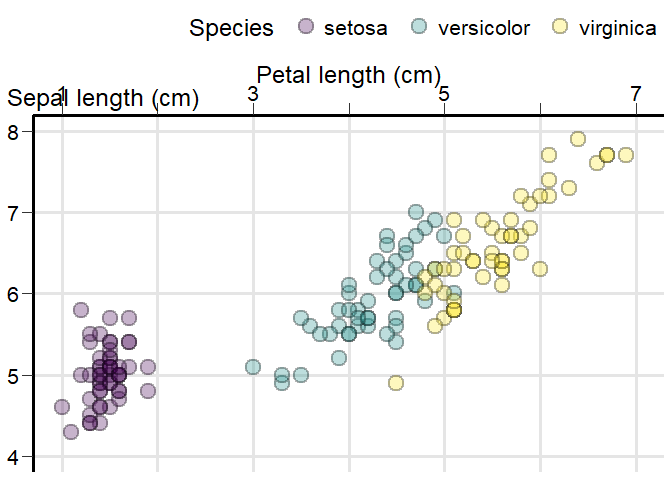 Species setosa versicolor virginica
Petal length (cm)
1 3 5 7
Sepal length (cm)
8
7
6
5
4